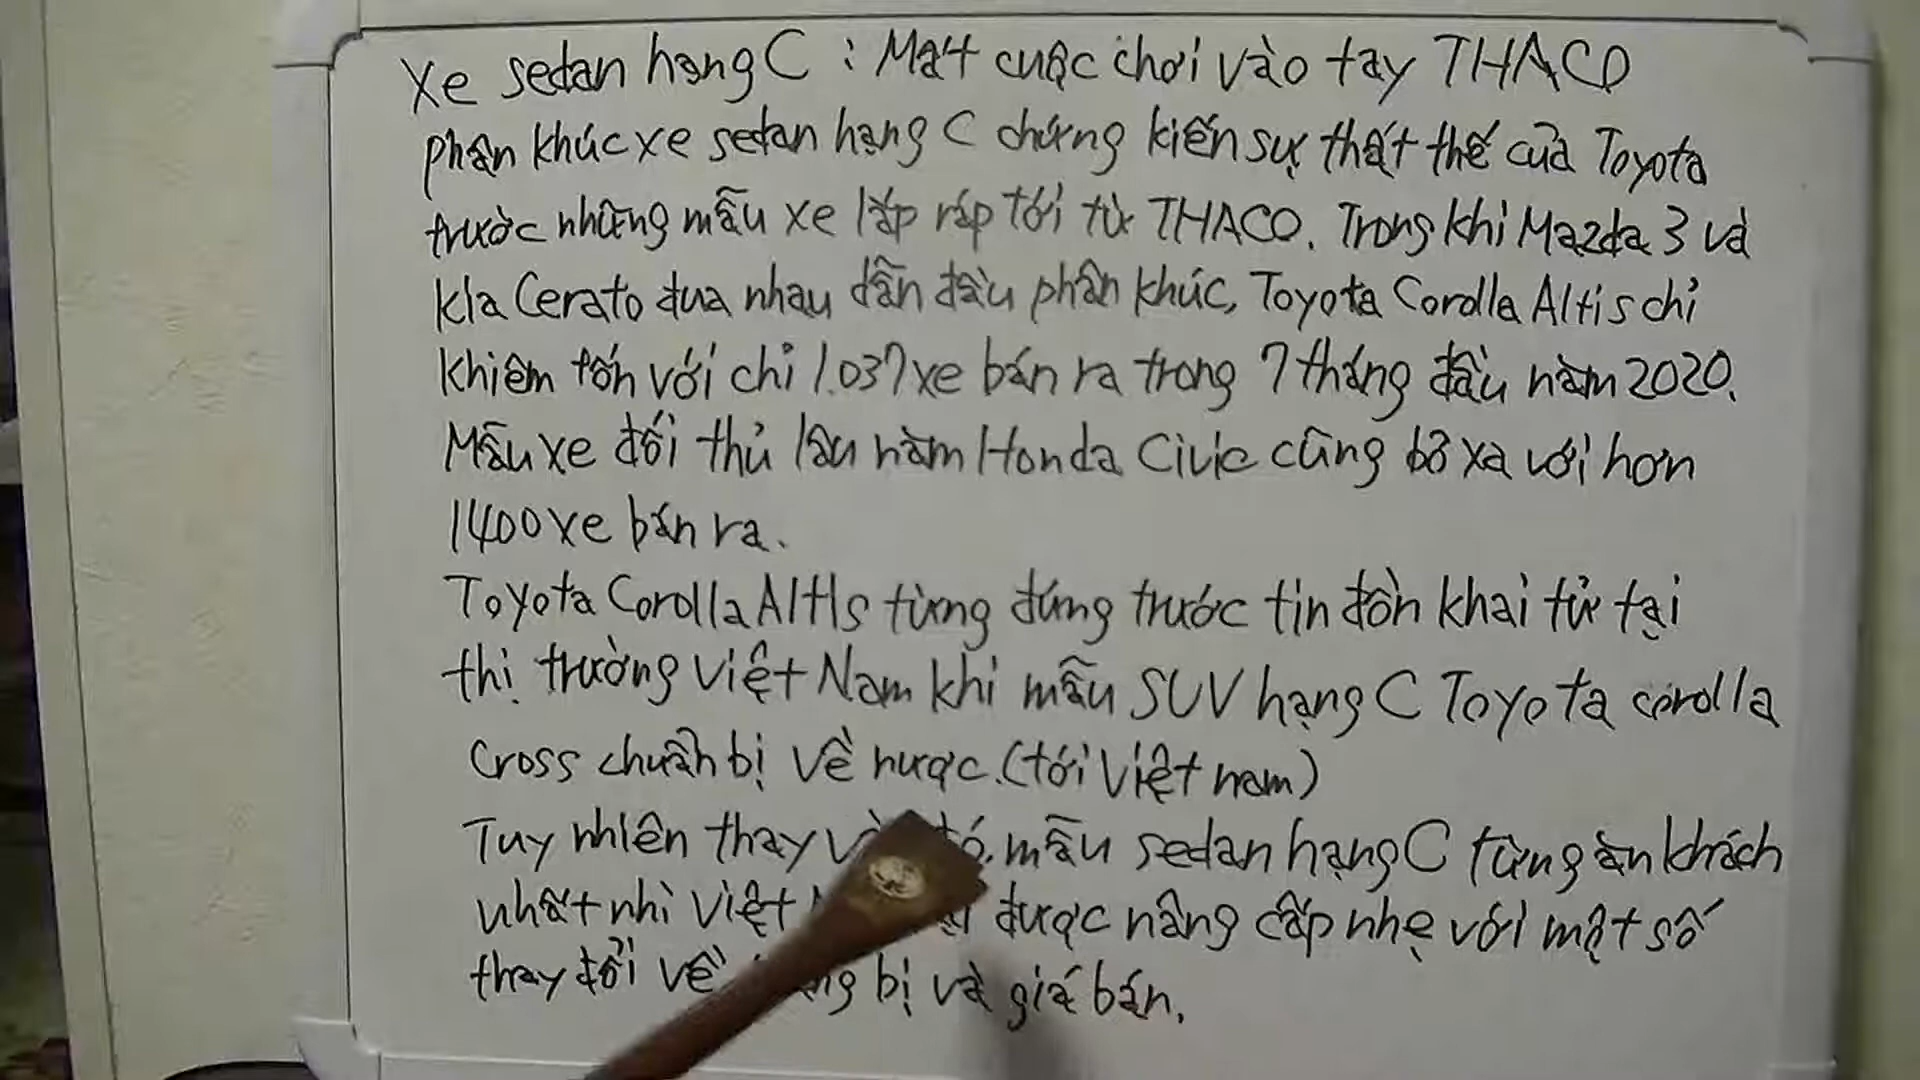 Xe sedan hạng C : Một cuộc chơi vào tay THACO
phân khúc xe sedan hạng C chứng kiến sự thất thế của Toyota
trước những mẫu xe lắp ráp tới từ THACO. Trong khi Mazda 3 và
kia Cerato đua nhau dẫn đầu phân khúc, Toyota Corolla Altis chỉ
khiêm tốn với chỉ 1.037 xe bán ra trong 7 tháng đầu năm 2020.
Mẫu xe đối thủ lâu năm Honda Civic cũng bỏ xa với hơn
1400 xe bán ra.
Toyota Corolla Altis từng đứng trước tin đồn khai tử tại
thị trường Việt Nam khi mẫu SUV hạng C Toyota corolla
Cross chuẩn bị về nược. (tới Việt nam)
Tuy nhiên thay đó, mẫu sedan hạng C từng ăn khách
nhất nhì Việt được nâng cấp nhẹ với một số
thay đổi về bị và giá bán.